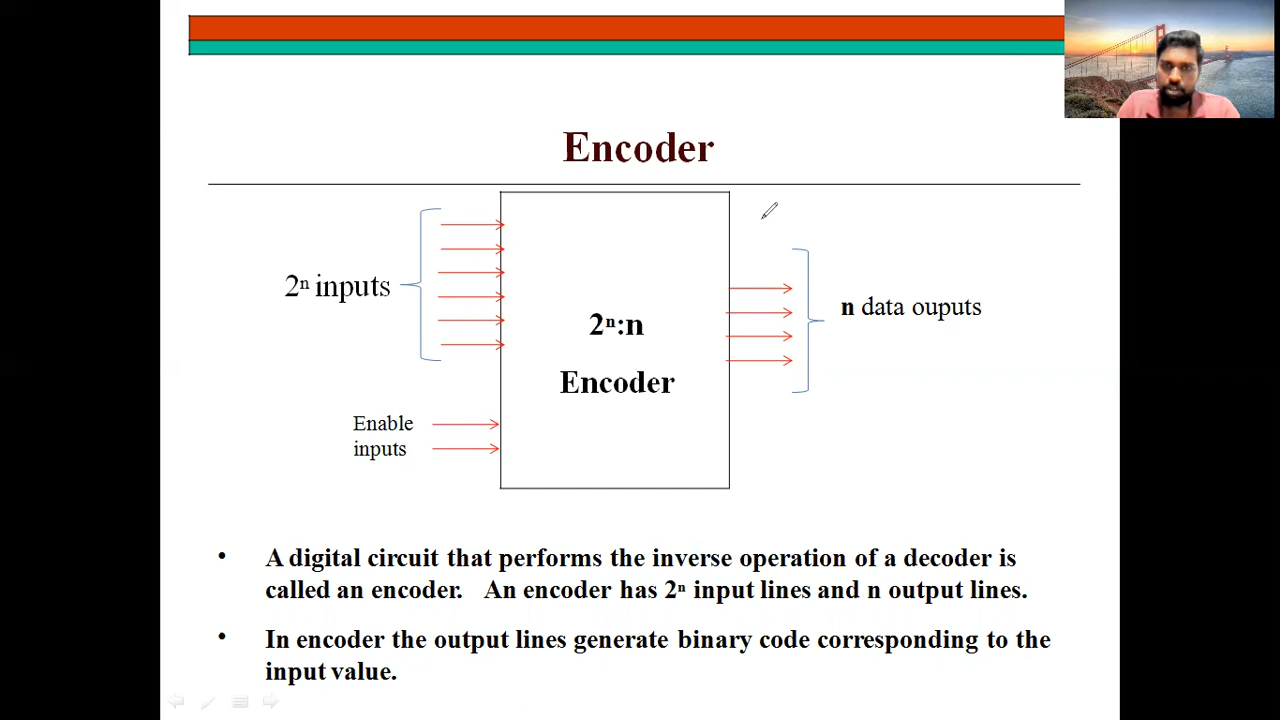 Encoder
2ⁿ inputs
2ⁿ:n
Encoder
n data ouputs
Enable
inputs
• A digital circuit that performs the inverse operation of a decoder is
called an encoder. An encoder has 2ⁿ input lines and n output lines.
• In encoder the output lines generate binary code corresponding to the
input value.